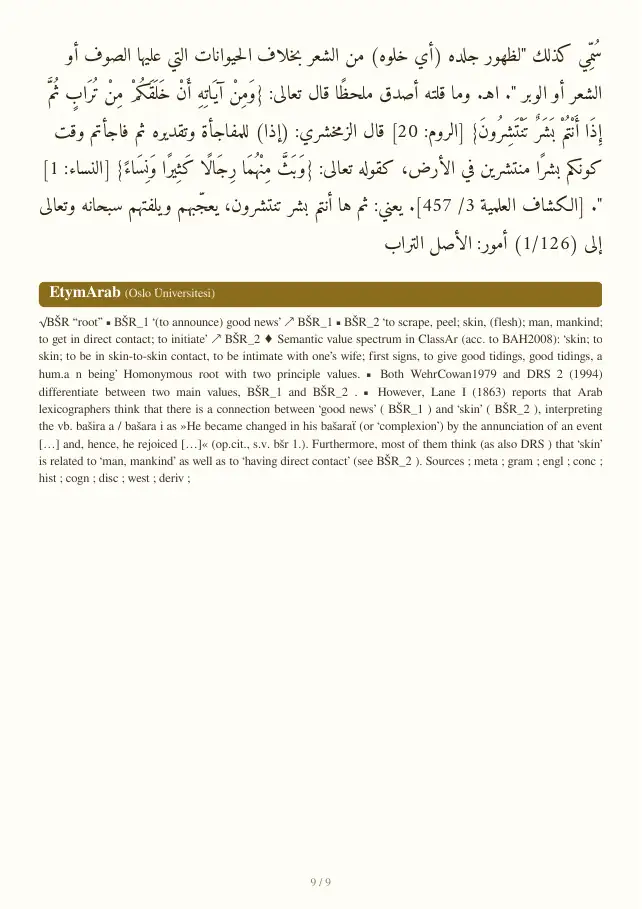 سُمِّي كذلك "لظهور جلده (أي خلوه) من الشعر بخلاف الحيوانات التي عليها الصوف أو
الشعر أو الوبر ". اهـ. وما قلته أصدق ملحظًا قال تعالى: {وَمِنْ آيَاتِهِ أَنْ خَلَقَكُمْ مِنْ تُرَابٍ ثُمَّ
إِذَا أَنْتُمْ بَشَرٌ تَنْتَشِرُونَ} [الروم: 20] قال الزمخشري: (إذا) للمفاجأة وتقديره ثم فاجأتم وقت
كونكم بشرًا منتشرين في الأرض، كقوله تعالى: {وَبَثَّ مِنْهُمَا رِجَالًا كَثِيرًا وَنِسَاءً} [النساء: 1]
". [الكشاف العلمية 3/ 457]. يعني: ثم ها أنتم بشر تنتشرون، يعجّبهم ويلفتهم سبحانه وتعالى
إلى (1/126) أمور: الأصل التراب
EtymArab (Oslo Üniversitesi)
√BŠR “root” ▪ BŠR_1 ‘(to announce) good news’ ↗ BŠR_1 ▪ BŠR_2 ‘to scrape, peel; skin, (flesh); man, mankind;
to get in direct contact; to initiate’ ↗ BŠR_2 ♦ Semantic value spectrum in ClassAr (acc. to BAH2008): ‘skin; to
skin; to be in skin-to-skin contact, to be intimate with one’s wife; first signs, to give good tidings, good tidings, a
hum.a n being’ Homonymous root with two principle values. ▪ Both WehrCowan1979 and DRS 2 (1994)
differentiate between two main values, BŠR_1 and BŠR_2 . ▪ However, Lane I (1863) reports that Arab
lexicographers think that there is a connection between ‘good news’ ( BŠR_1 ) and ‘skin’ ( BŠR_2 ), interpreting
the vb. bašira a / bašara i as »He became changed in his bašaraẗ (or ‘complexion’) by the annunciation of an event
[…] and, hence, he rejoiced […]« (op.cit., s.v. bšr 1.). Furthermore, most of them think (as also DRS ) that ‘skin’
is related to ‘man, mankind’ as well as to ‘having direct contact’ (see BŠR_2 ). Sources ; meta ; gram ; engl ; conc ;
hist ; cogn ; disc ; west ; deriv ;
9 / 9